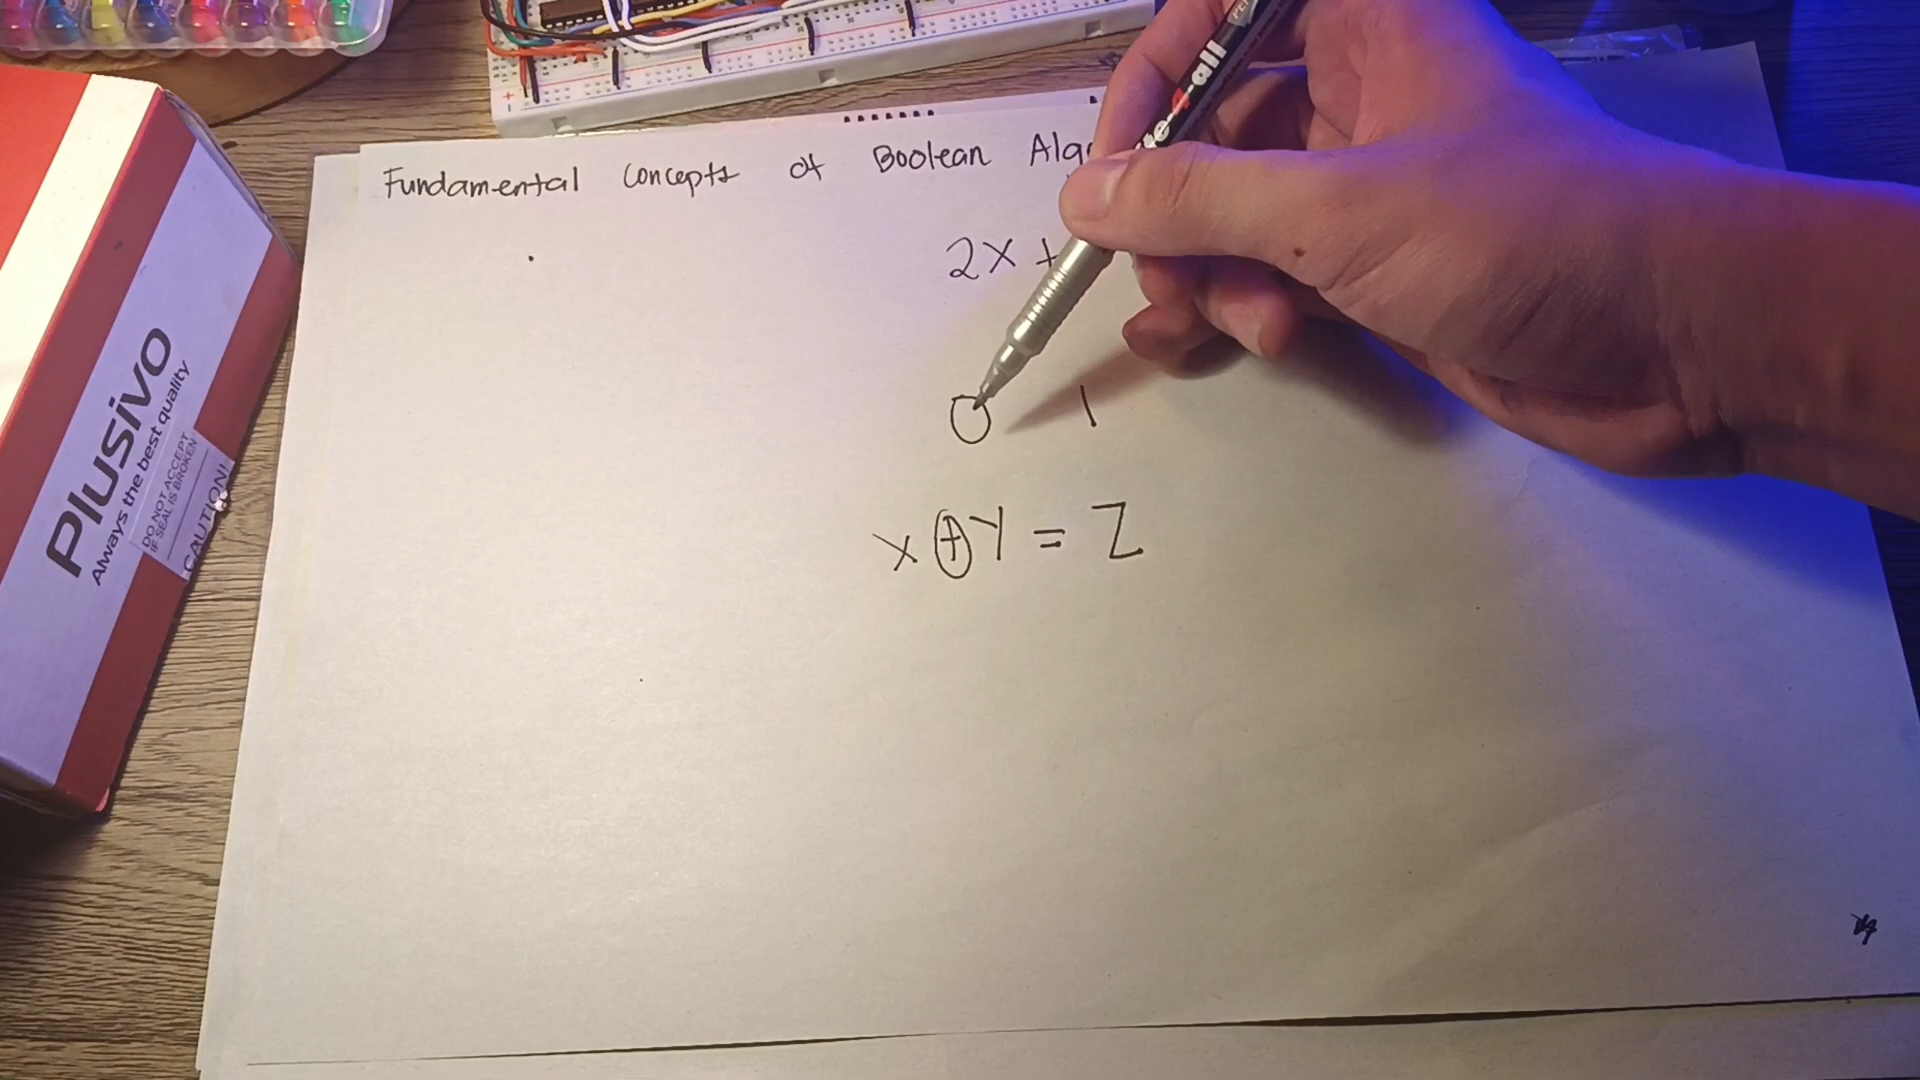 Fundamental Concepts of Boolean
2x +
0 1
x ⊕ Y = Z
Plusivo
Always the best quality
DO NOT ACCEPT
IF SEAL IS BROKEN
CAUTION!